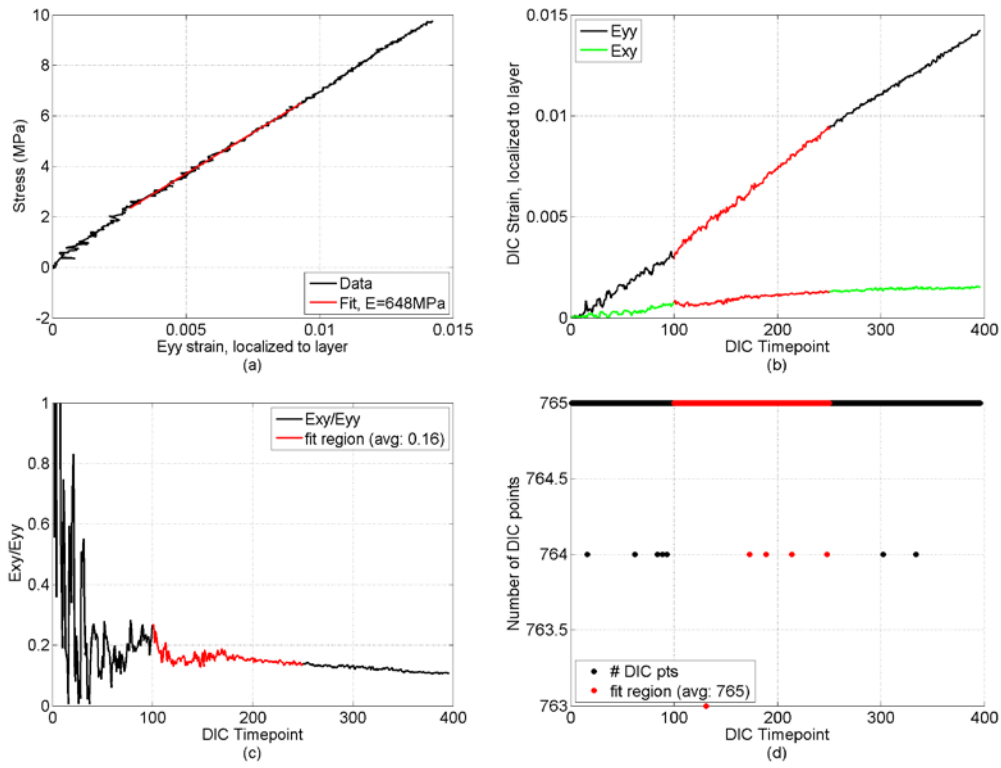 10
8
6
4
2
0
-2
Stress (MPa)
Data
Fit, E=648MPa
0
0.005
0.01
0.015
Eyy strain, localized to layer
(a)
0.015
0.01
0.005
0
DIC Strain, localized to layer
Eyy
Exy
0
100
200
300
400
DIC Timepoint
(b)
1
0.8
0.6
0.4
0.2
0
Exy/Eyy
Exy/Eyy
fit region (avg: 0.16)
0
100
200
300
400
DIC Timepoint
(c)
765
764.5
764
763.5
763
Number of DIC points
# DIC pts
fit region (avg: 765)
0
100
200
300
400
DIC Timepoint
(d)